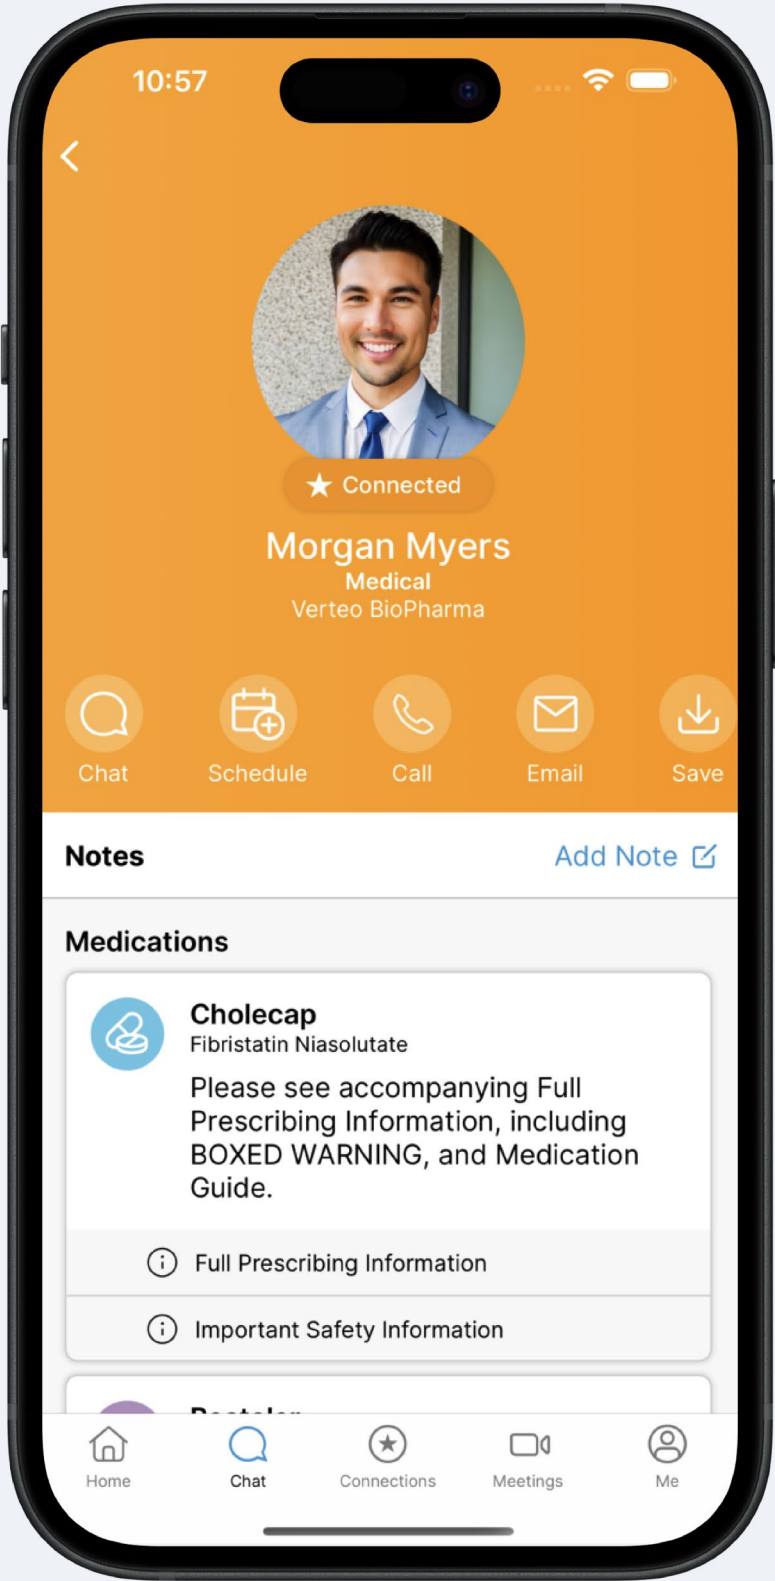 10:57
Connected
Morgan Myers
Medical
Verteo BioPharma
Chat
Schedule
Call
Email
Save
Notes
Add Note
Medications
Cholecap
Fibristatin Niasolutate
Please see accompanying Full
Prescribing Information, including
BOXED WARNING, and Medication
Guide.
Full Prescribing Information
Important Safety Information
Home
Chat
Connections
Meetings
Me